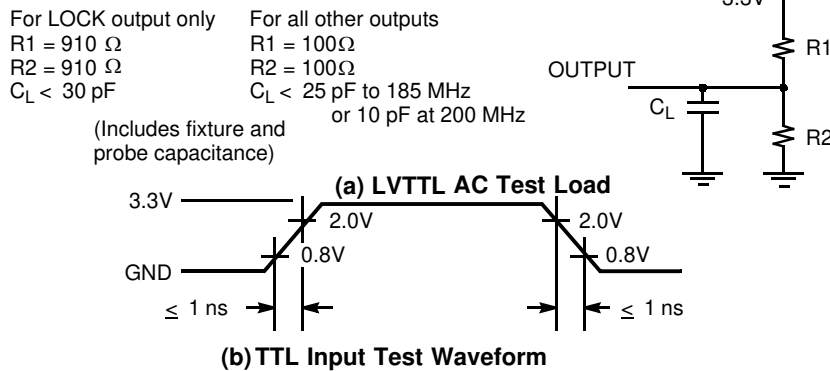 For LOCK output only
R1 = 910 Ω
R2 = 910 Ω
C_L < 30 pF
For all other outputs
R1 = 100Ω
R2 = 100Ω
C_L < 25 pF to 185 MHz
or 10 pF at 200 MHz
(Includes fixture and
probe capacitance)
OUTPUT
C_L
R1
R2
(a) LVTTL AC Test Load
3.3V
2.0V
2.0V
0.8V
0.8V
GND
≤ 1 ns
≤ 1 ns
(b) TTL Input Test Waveform